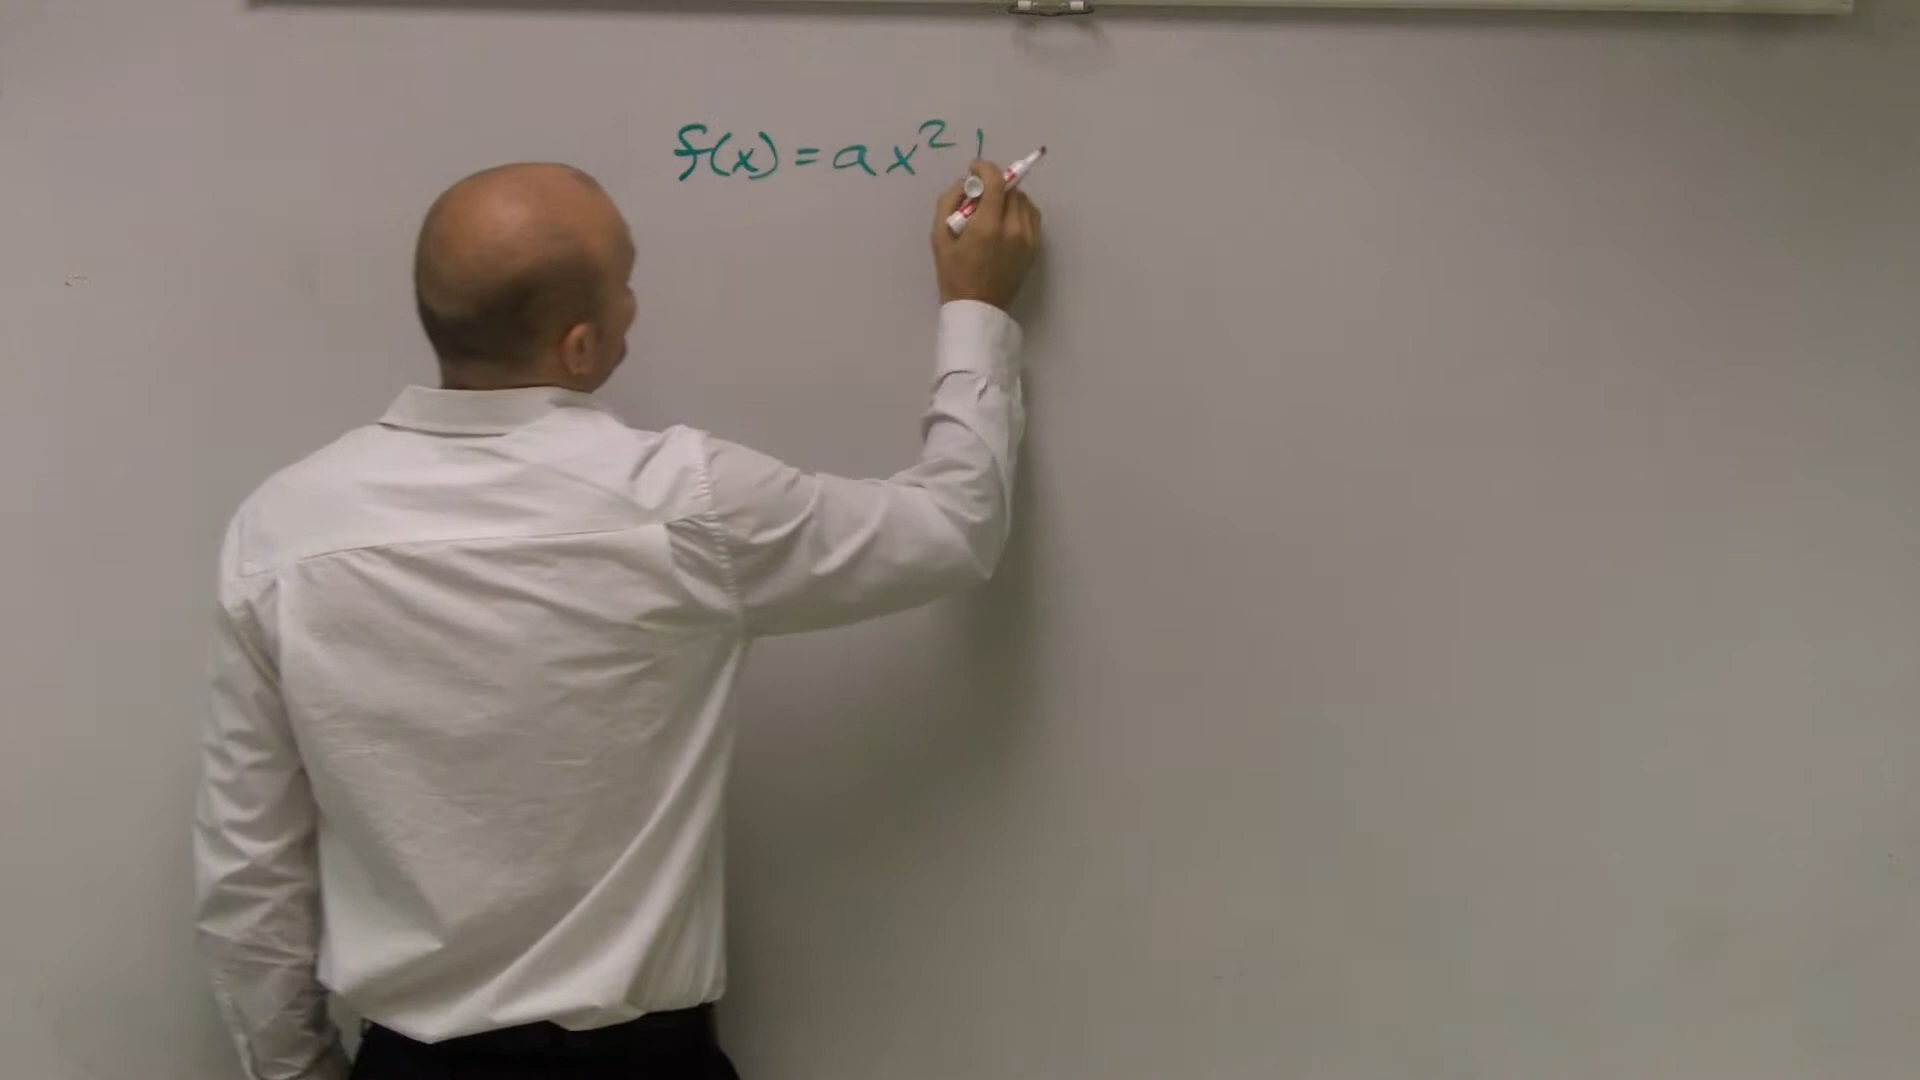 f(x) = ax²